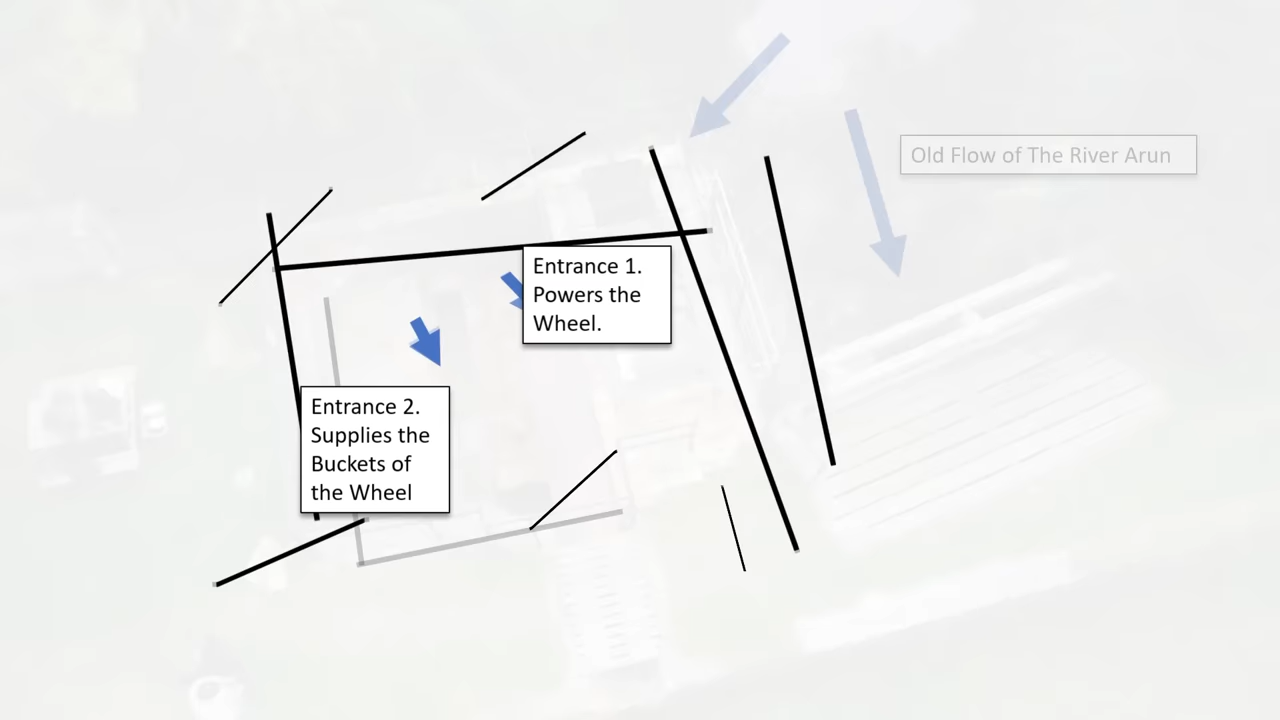 Old Flow of The River Arun
Entrance 1.
Powers the
Wheel.
Entrance 2.
Supplies the
Buckets of
the Wheel